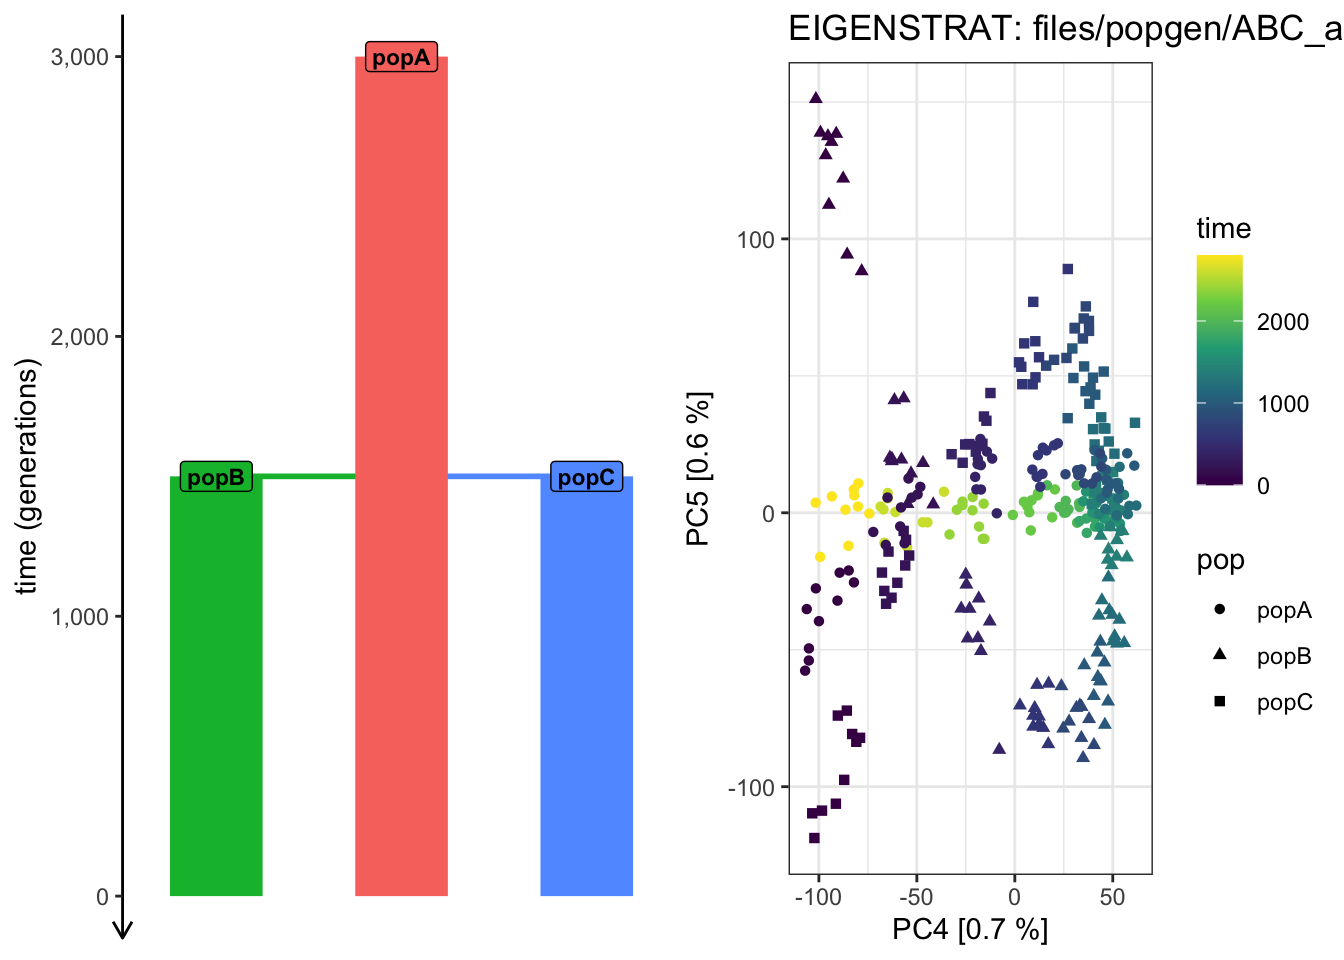 3,000
2,000
1,000
0
time (generations)
popA
popB
popC
EIGENSTRAT: files/popgen/ABC_a
100
0
-100
PC5 [0.6 %]
-100 -50 0 50
PC4 [0.7 %]
time
2000
1000
0
pop
popA
popB
popC